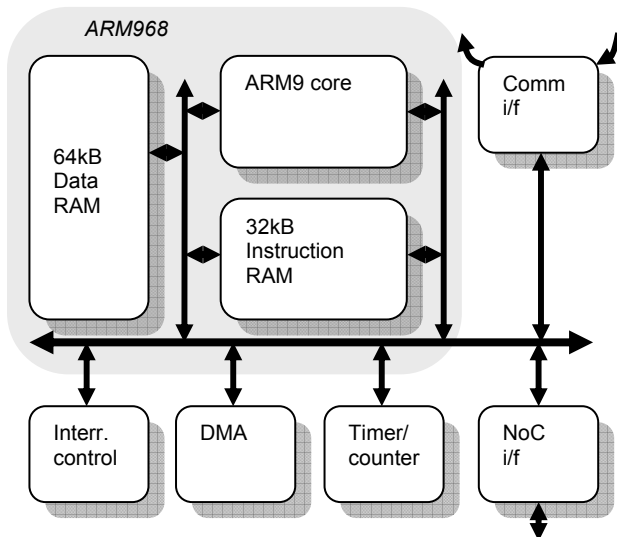 ARM968
64kB
Data
RAM
ARM9 core
32kB
Instruction
RAM
Comm
i/f
Interr.
control
DMA
Timer/
counter
NoC
i/f